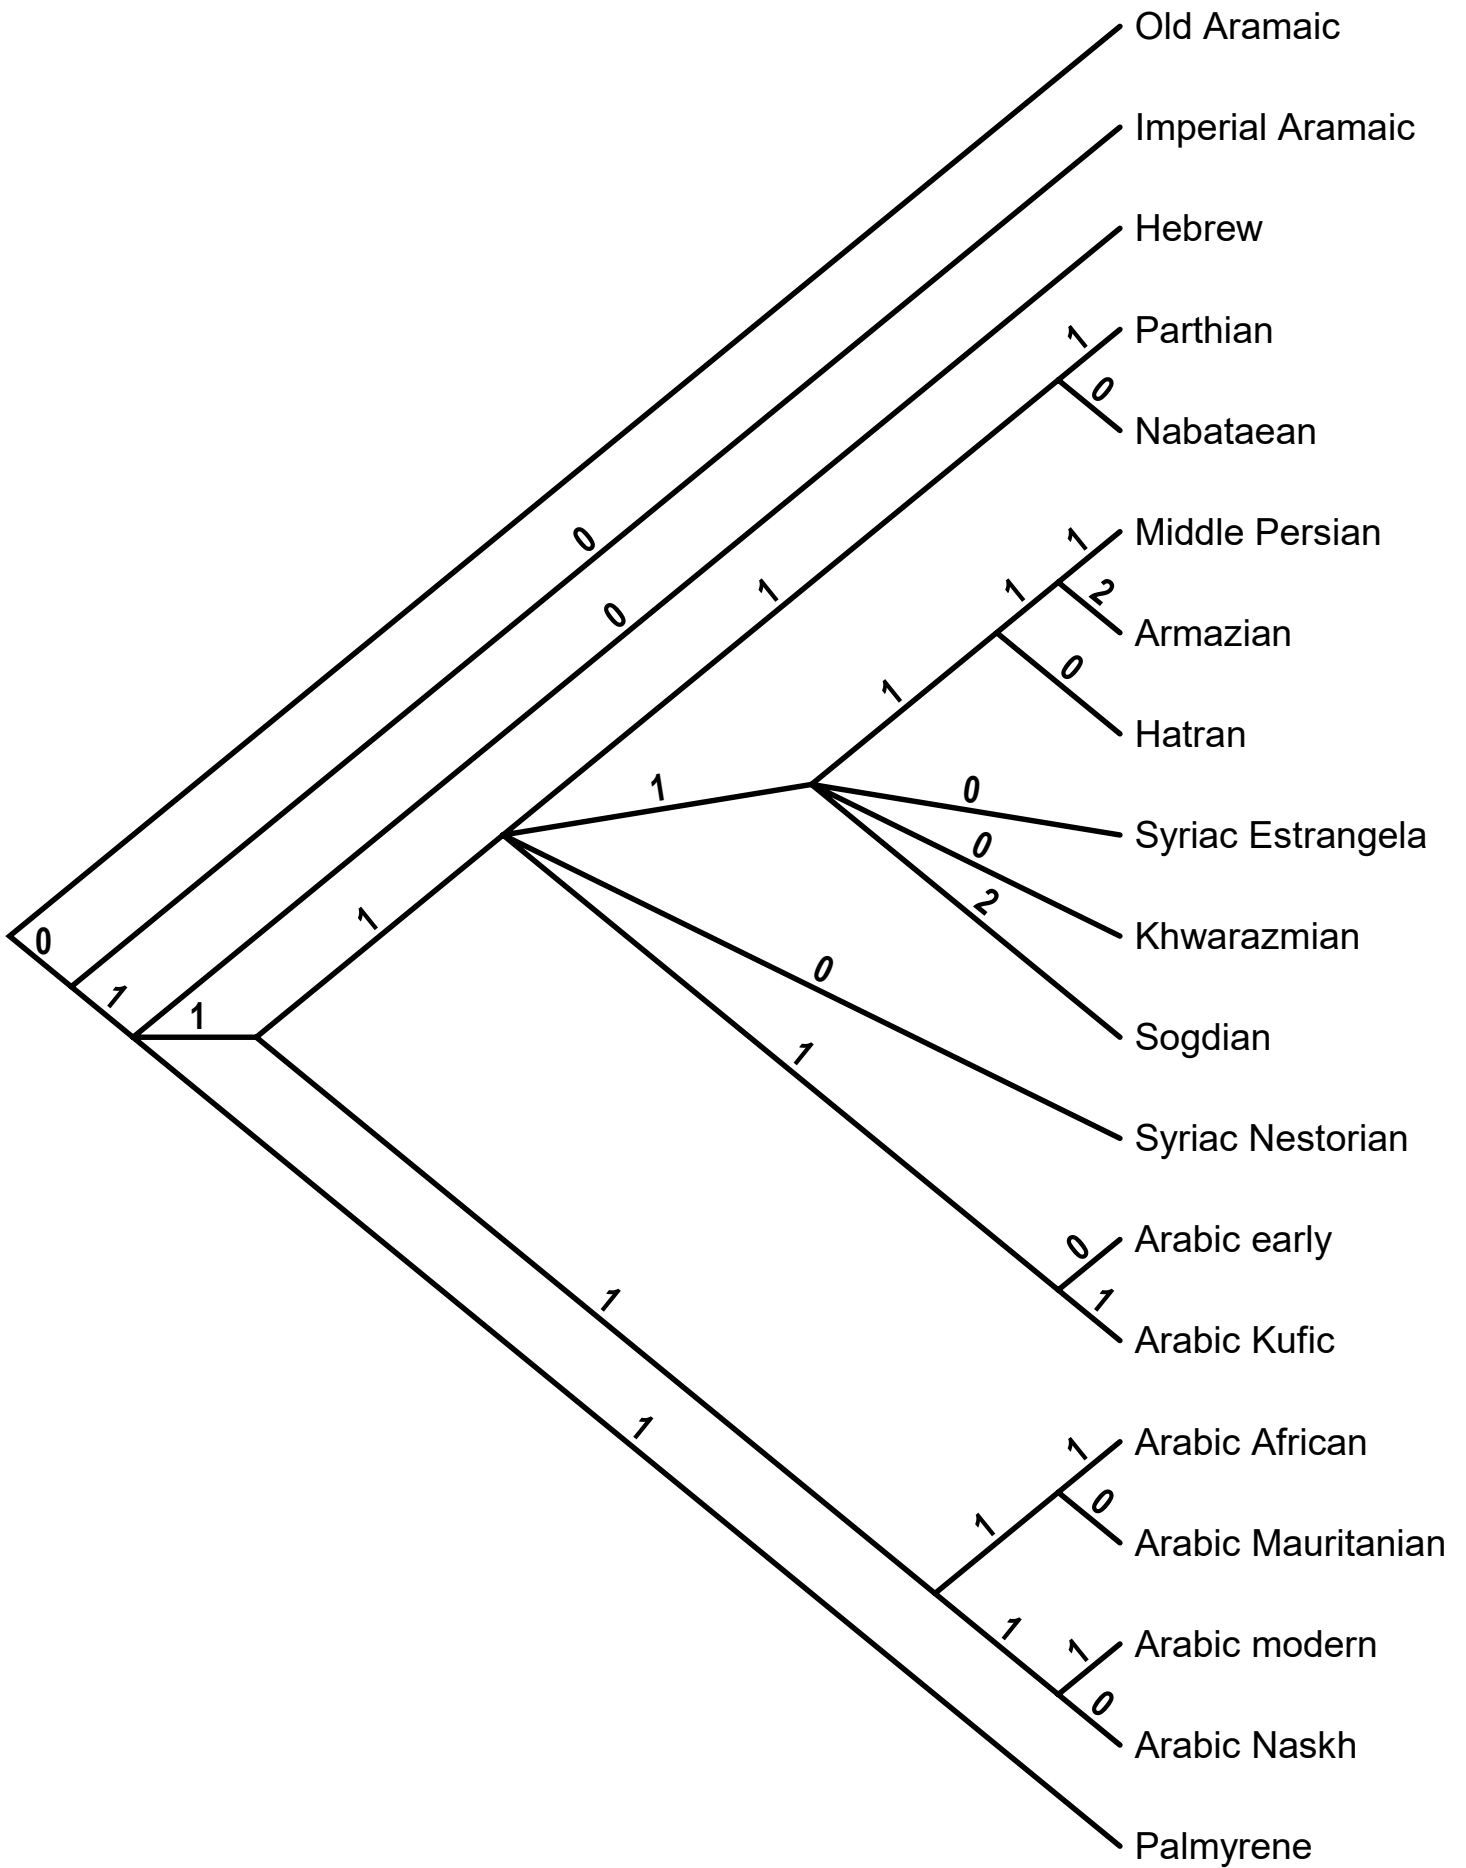 Old Aramaic
Imperial Aramaic
Hebrew
1 Parthian
0 Nabataean
1 Middle Persian
0
1
1
2 Armazian
0
0 Hatran
1
1
0 Syriac Estrangela
0 Khwarazmian
2
1
0
0
1
1 Sogdian
1
Syriac Nestorian
0 Arabic early
1
1 Arabic Kufic
1
1 Arabic African
0
1
Arabic Mauritanian
1
1 Arabic modern
0
Arabic Naskh
Palmyrene